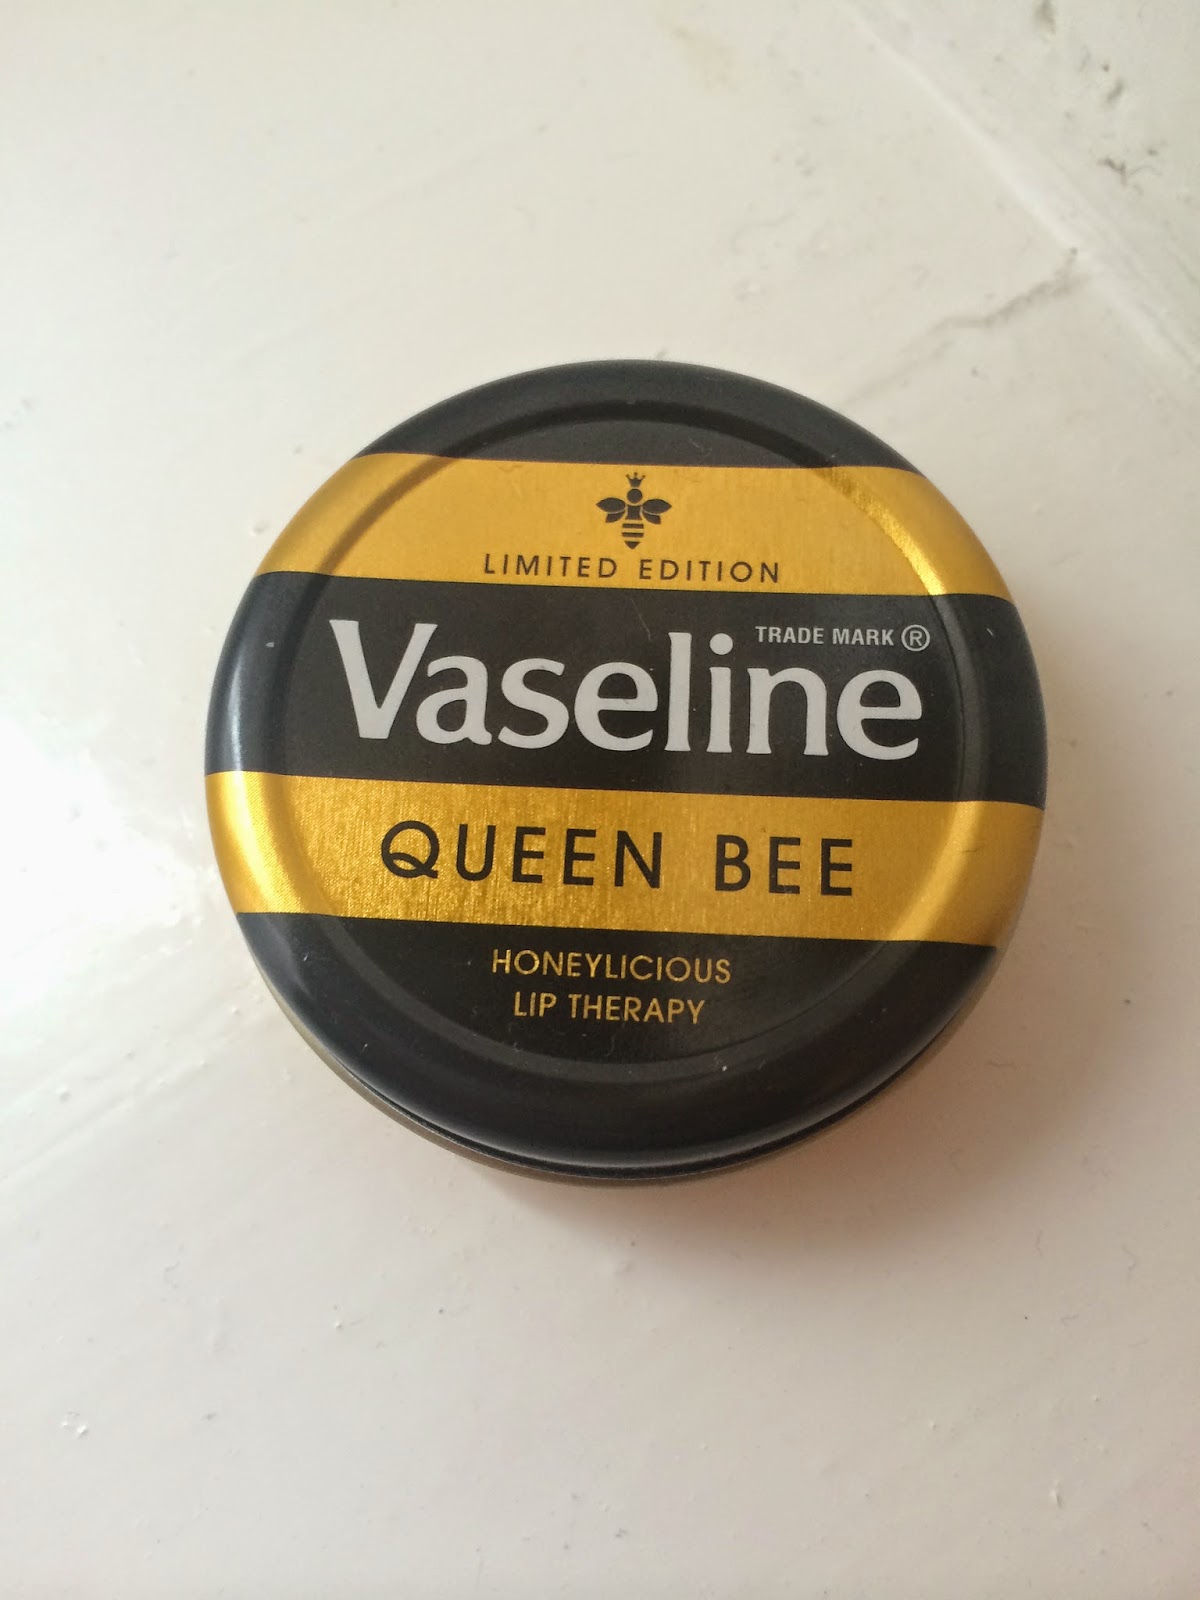 LIMITED EDITION
TRADE MARK ®
Vaseline
QUEEN BEE
HONEYLICIOUS
LIP THERAPY